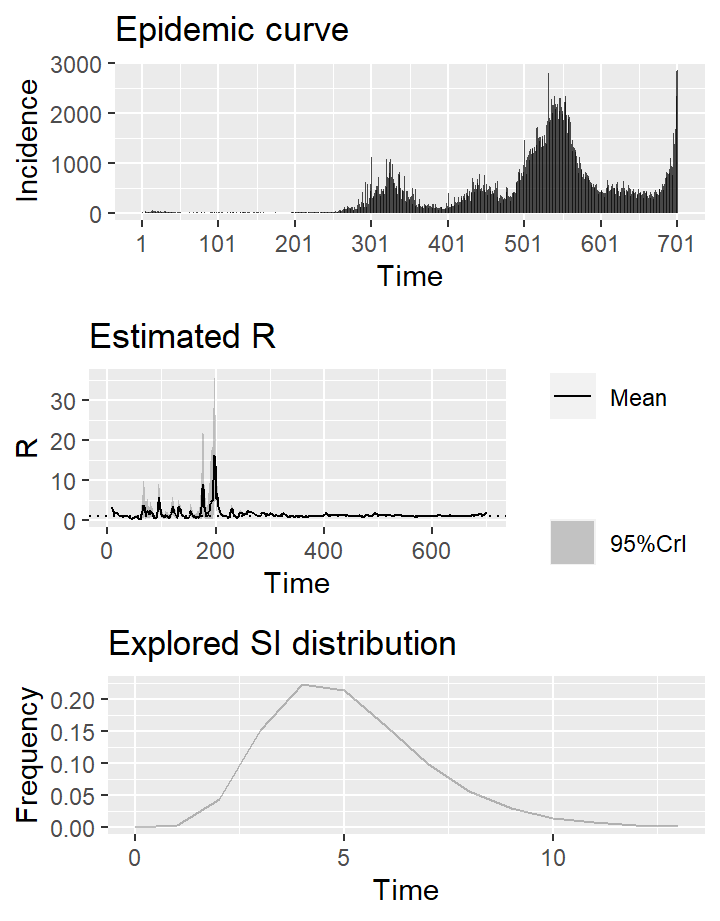 Epidemic curve
3000
2000
1000
0
Incidence
1 101 201 301 401 501 601 701
Time
Estimated R
30
20
10
0
R
0 200 400 600
Time
Mean
95%CrI
Explored SI distribution
0.20
0.15
0.10
0.05
0.00
Frequency
0 5 10
Time